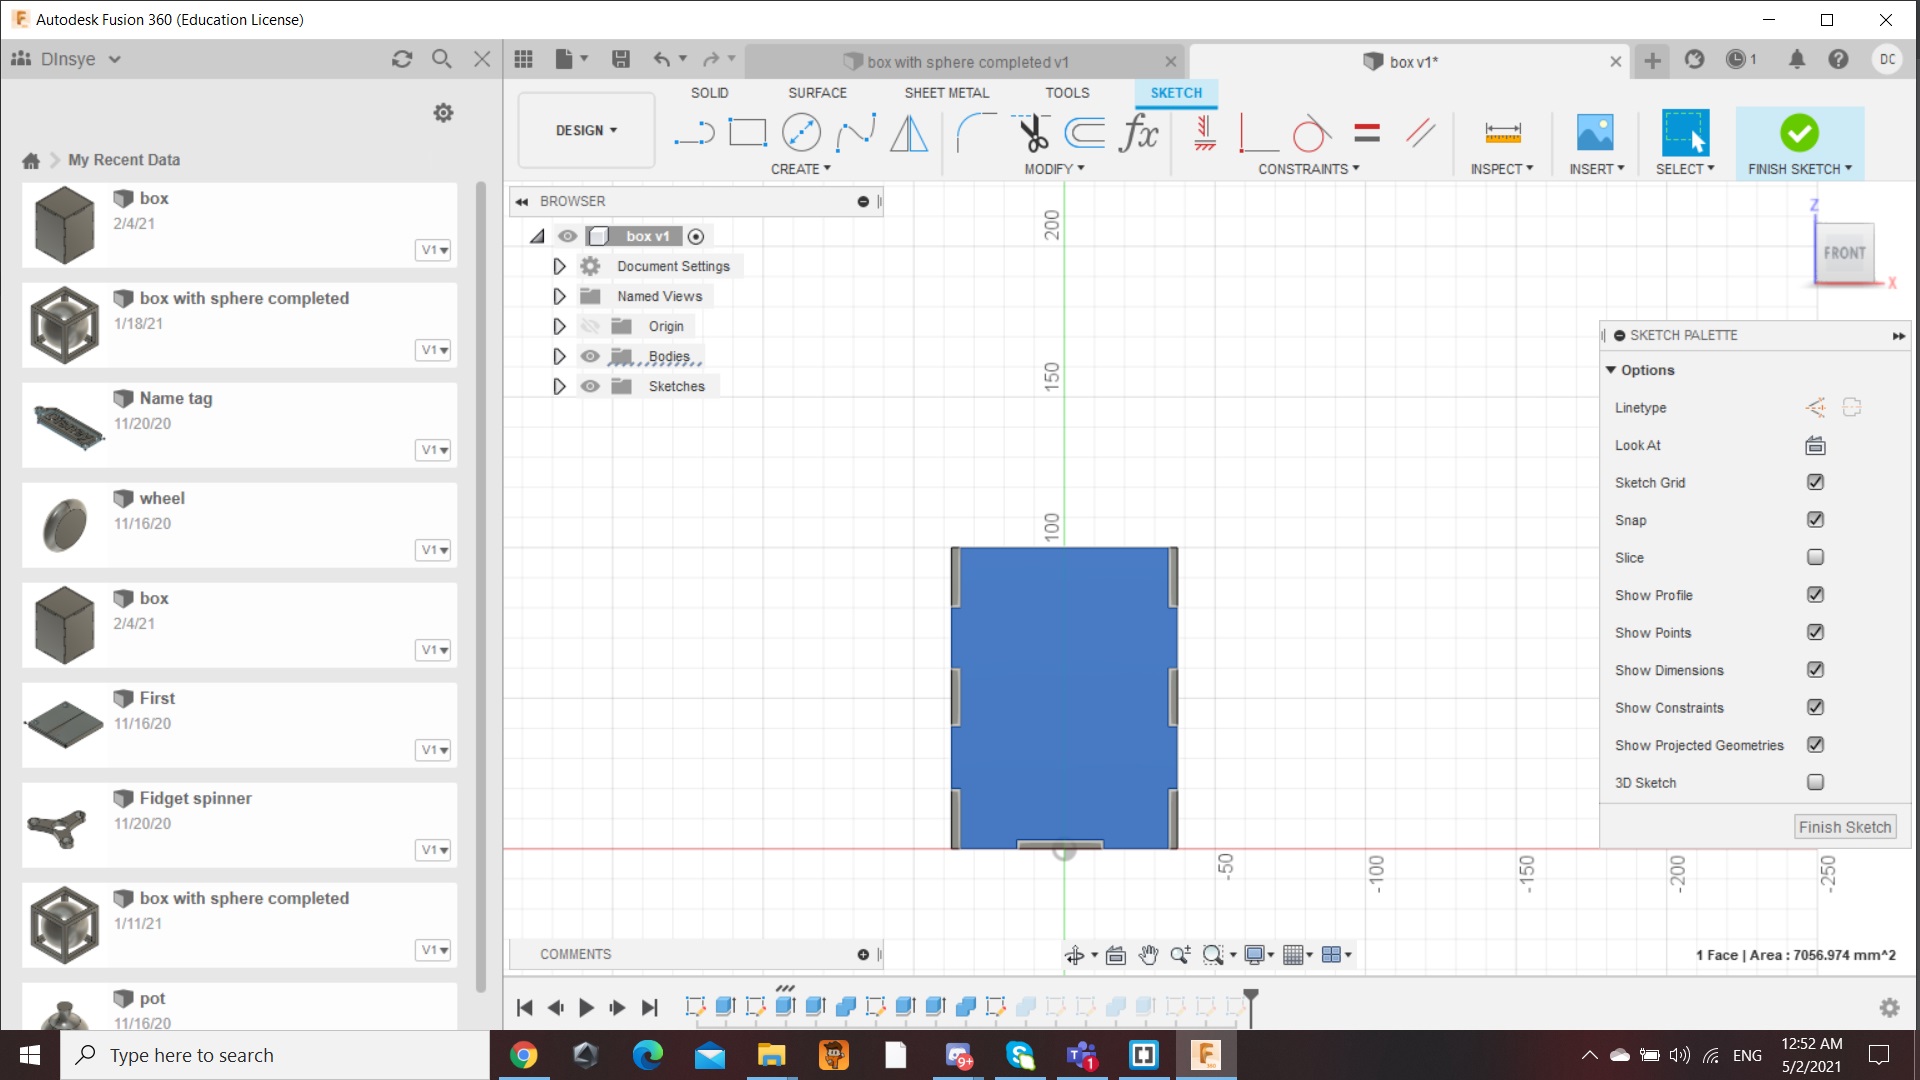 Autodesk Fusion 360 (Education License)
DInsye
box with sphere completed v1
box v1*
1
DC
DESIGN
SOLID
SURFACE
SHEET METAL
TOOLS
SKETCH
CREATE
MODIFY
CONSTRAINTS
INSPECT
INSERT
SELECT
FINISH SKETCH
My Recent Data
box
2/4/21
V1
box with sphere completed
1/18/21
V1
Name tag
11/20/20
V1
wheel
11/16/20
V1
box
2/4/21
V1
First
11/16/20
V1
Fidget spinner
11/20/20
V1
box with sphere completed
1/11/21
V1
pot
11/16/20
BROWSER
box v1
Document Settings
Named Views
Origin
Bodies
Sketches
200
150
100
-50
-100
-150
-200
-250
Z
FRONT
X
SKETCH PALETTE
Options
Linetype
Look At
Sketch Grid
Snap
Slice
Show Profile
Show Points
Show Dimensions
Show Constraints
Show Projected Geometries
3D Sketch
Finish Sketch
COMMENTS
1 Face | Area : 7056.974 mm^2
Type here to search
9+
1
360
ENG
12:52 AM
5/2/2021